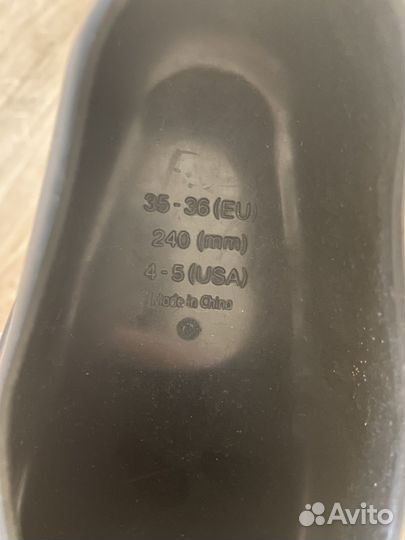 35-36 (EU)
240 (mm)
4-5 (USA)
Made in China
Avito